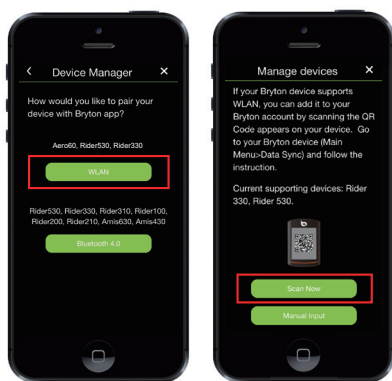 Device Manager
How would you like to pair your
device with Bryton app?
Aero60, Rider530, Rider330
WLAN
Rider530, Rider330, Rider310, Rider100,
Rider200, Rider210, Amis630, Amis430
Bluetooth 4.0
Manage devices
If your Bryton device supports
WLAN, you can add it to your
Bryton account by scanning the QR
Code appears on your device. Go
to your Bryton device (Main
Menu>Data Sync) and follow the
instruction.
Current supporting devices: Rider
330, Rider 530.
Scan Now
Manual Input